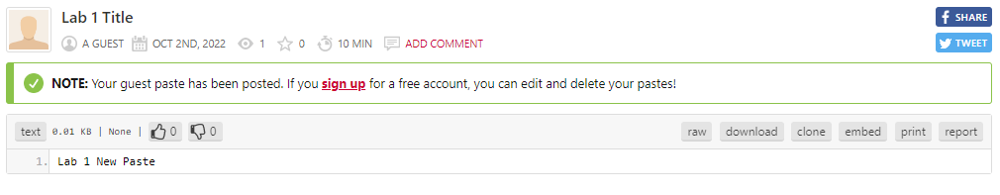 Lab 1 Title
SHARE
A GUEST OCT 2ND, 2022 1 0 10 MIN ADD COMMENT
TWEET
NOTE: Your guest paste has been posted. If you sign up for a free account, you can edit and delete your pastes!
text 0.01 KB | None | 0 0 raw download clone embed print report
1. Lab 1 New Paste